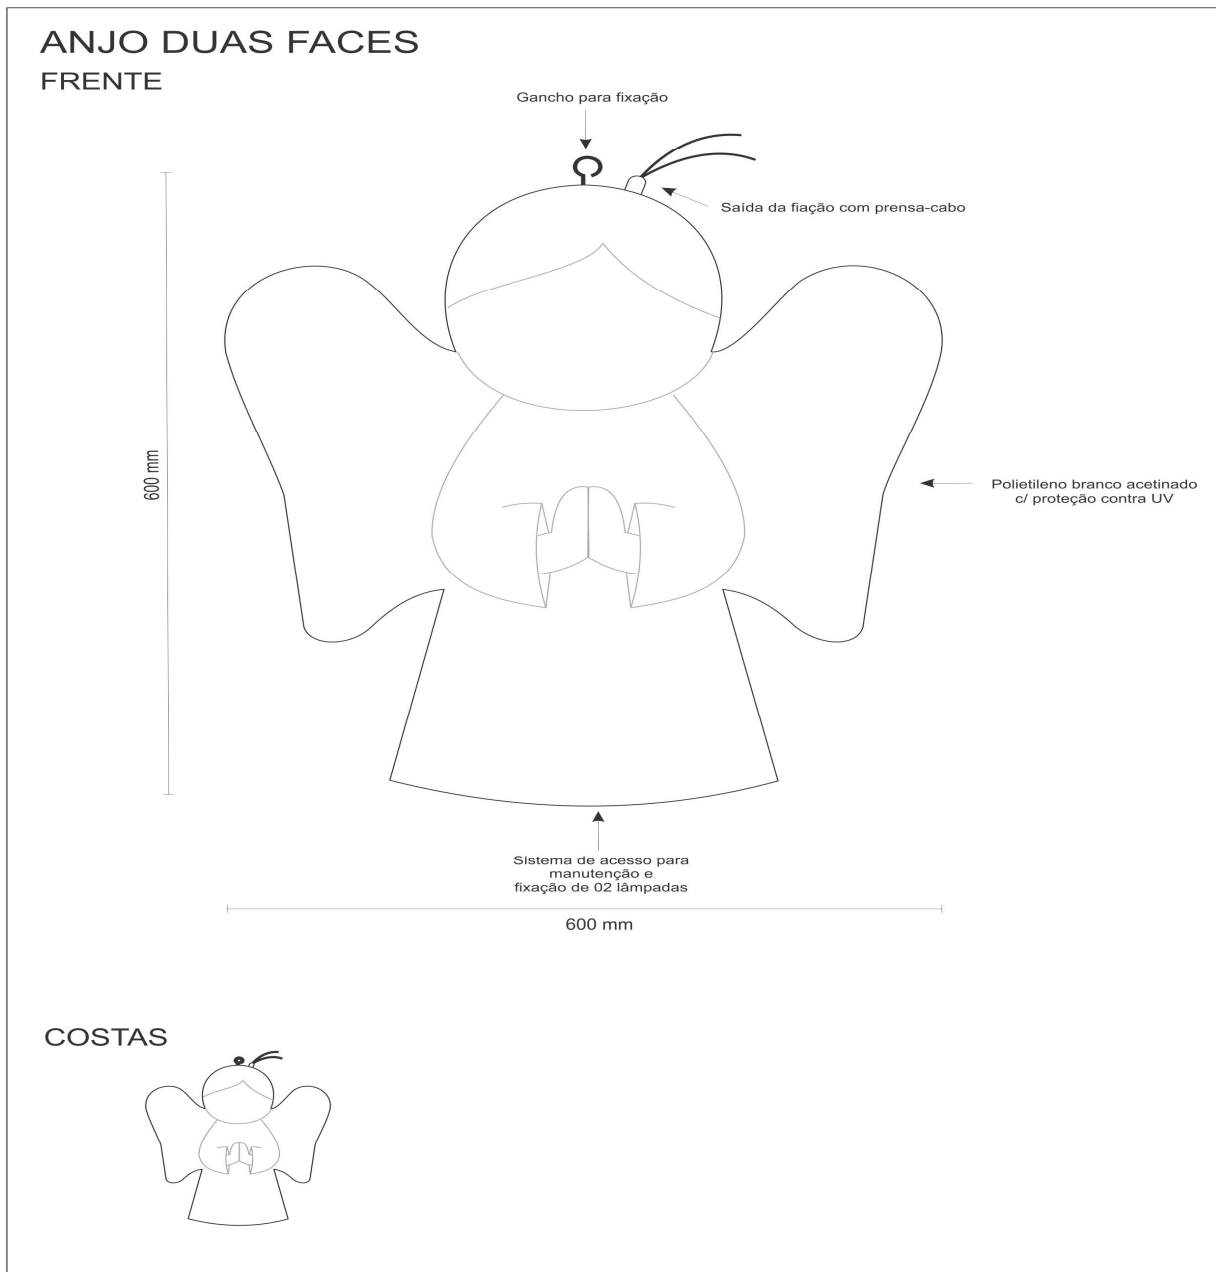 ANJO DUAS FACES
FRENTE
Gancho para fixação
Saída da fiação com prensa-cabo
600 mm
Polietileno branco acetinado
c/ proteção contra UV
Sistema de acesso para
manutenção e
fixação de 02 lâmpadas
600 mm
COSTAS